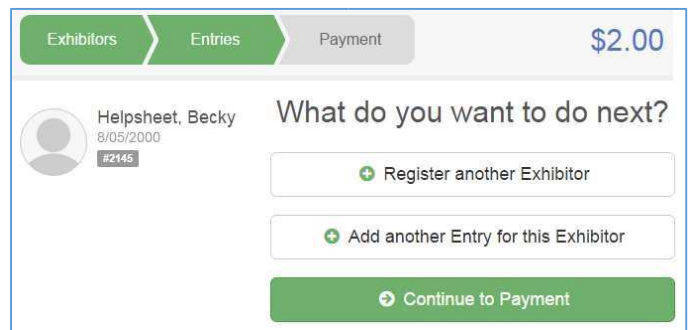 Exhibitors Entries Payment $2.00
Helpsheet, Becky
8/05/2000
#2145
What do you want to do next?
Register another Exhibitor
Add another Entry for this Exhibitor
Continue to Payment